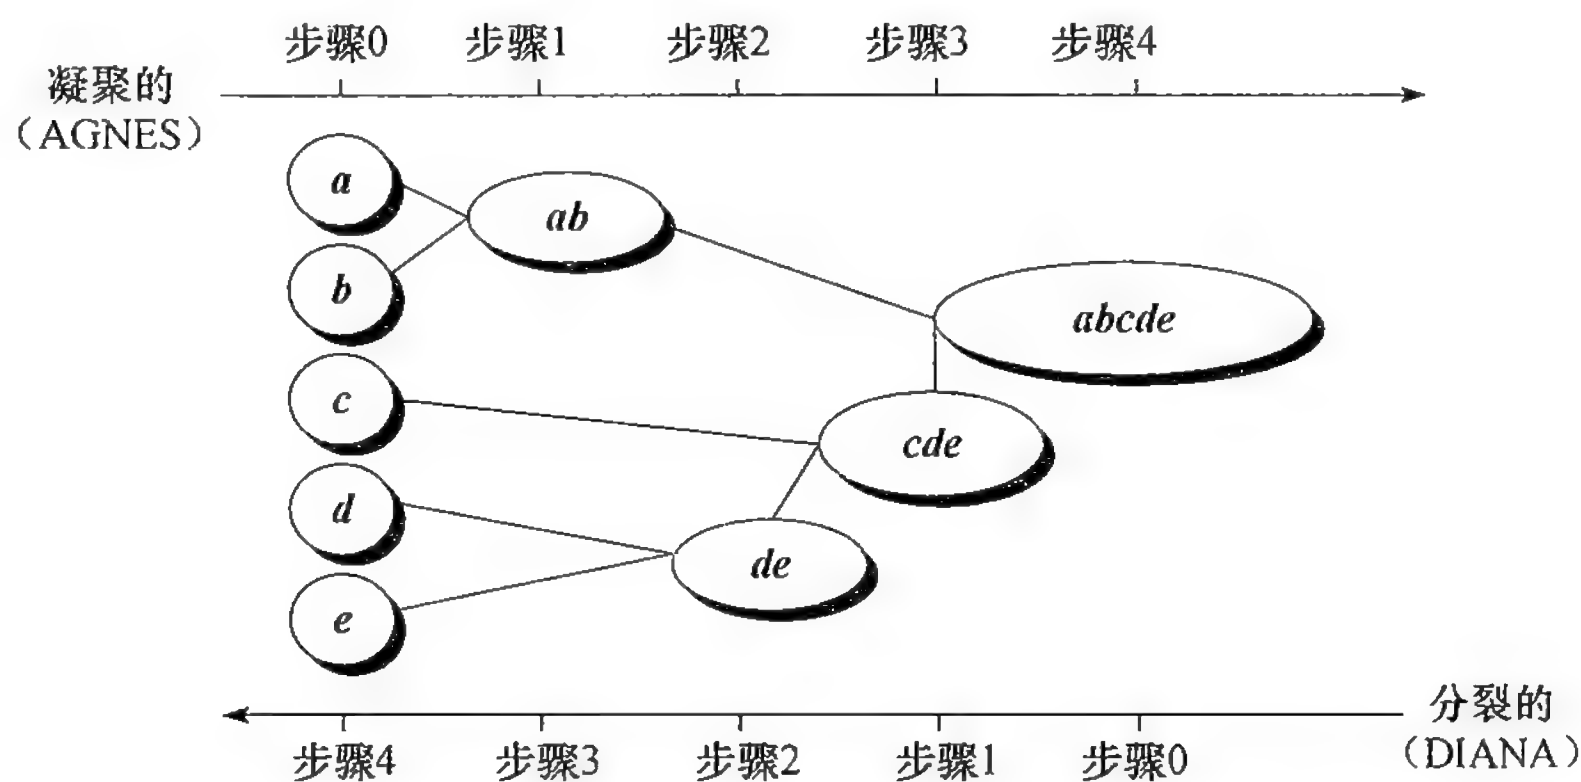 步骤0 步骤1 步骤2 步骤3 步骤4
凝聚的
（AGNES）
a
ab
b
abcde
c
cde
d
de
e
分裂的
（DIANA）
步骤4 步骤3 步骤2 步骤1 步骤0